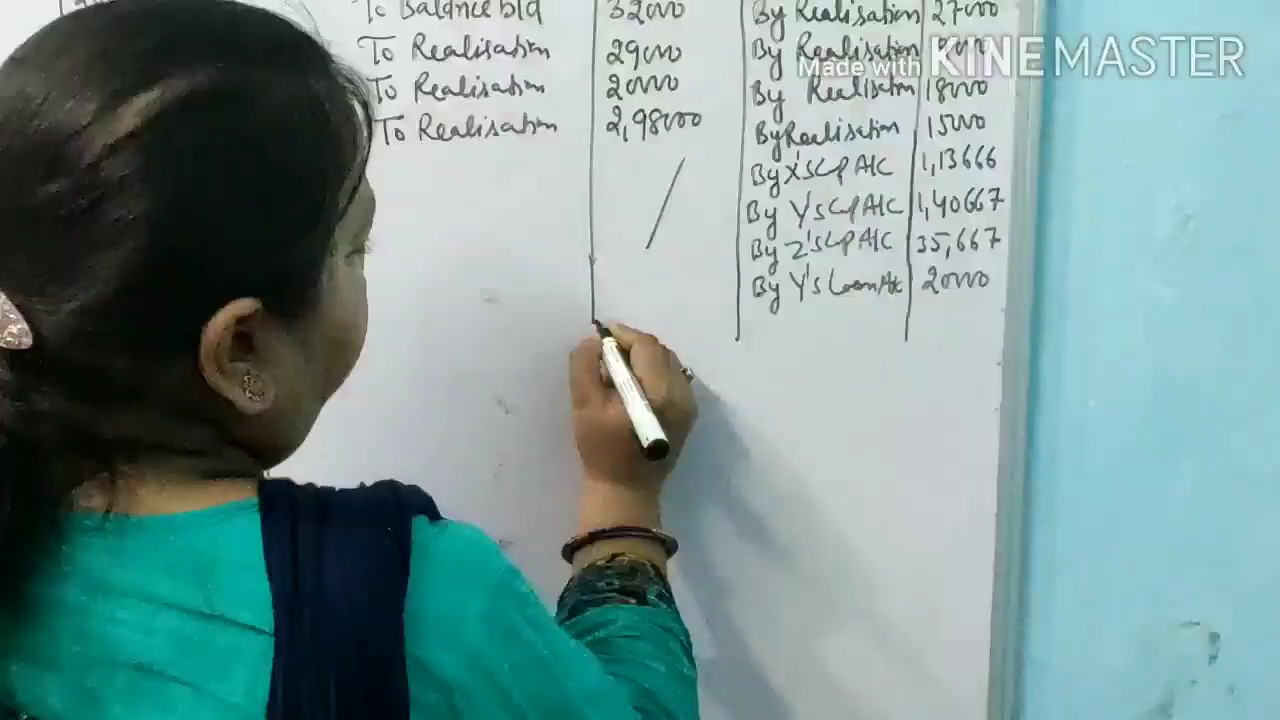 To Balance b/d 32000 By Realisation 27000
To Realisation 29000 By Realisation
To Realisation 20000 By Realisation 18000
To Realisation 2,98000 By Realisation 15000
By X's Cap A/C 1,13666
By Y's Cap A/C 1,40667
By Z's Cap A/C 35,667
By Y's Loan A/c 20000
Made with KINEMASTER